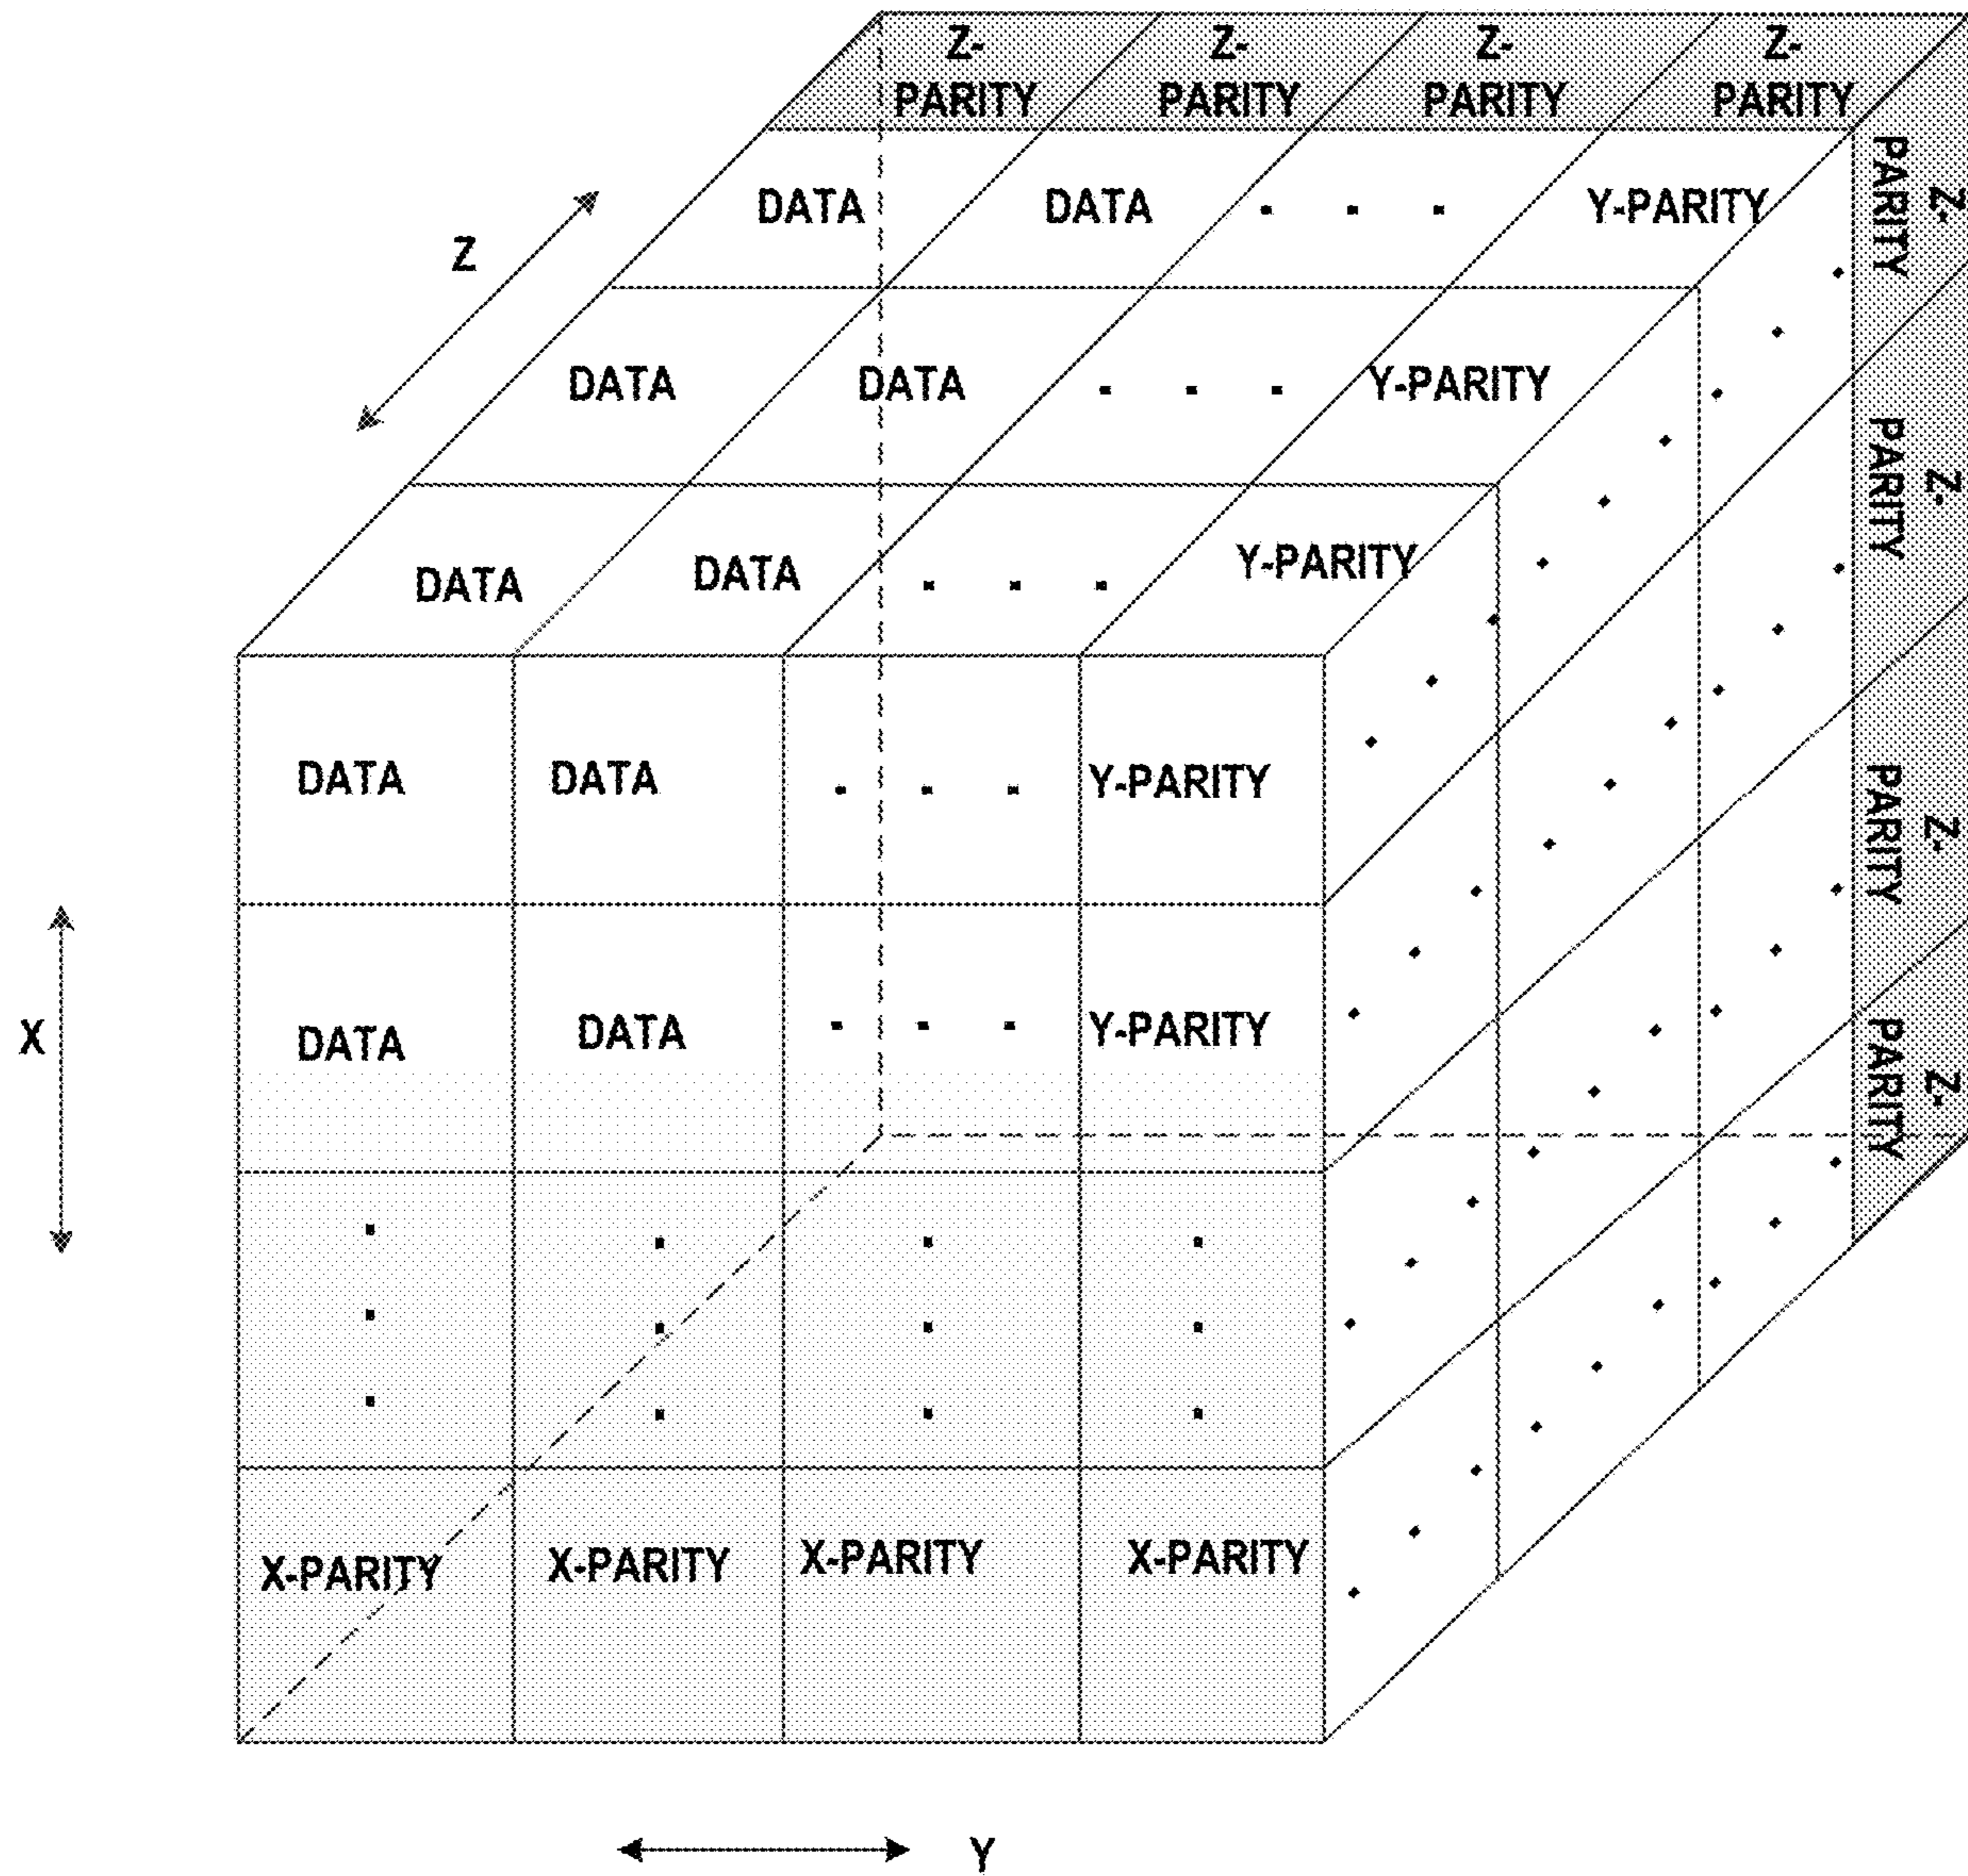 Z- Z- Z- Z-
PARITY PARITY PARITY PARITY
DATA DATA . . . Y-PARITY
Z
DATA DATA . . . Y-PARITY
DATA DATA . . . Y-PARITY
DATA DATA . . . Y-PARITY
X
DATA DATA . . . Y-PARITY
X-PARITY X-PARITY X-PARITY X-PARITY
Y
Z-
PARITY
Z-
PARITY
Z-
PARITY
Z-
PARITY